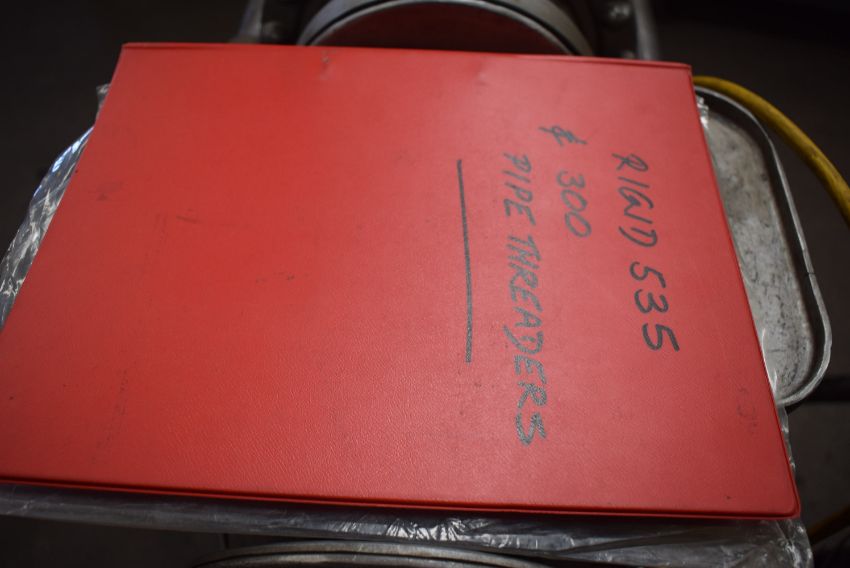 RIGID 535
& 300
PIPE THREADERS